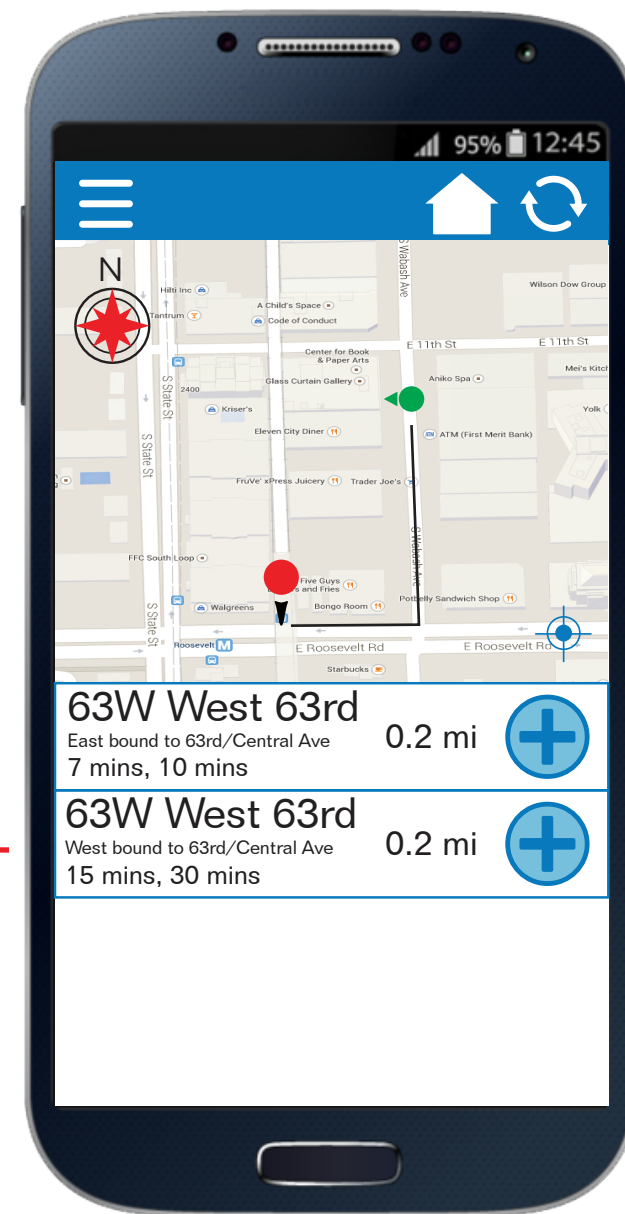 95% 12:45
N
S Wabash Ave
Wilson Dow Group
Hilti Inc
A Child's Space
Tantrum
Code of Conduct
E 11th St
E 11th St
Center for Book
& Paper Arts
Mei's Kitch
S State St
2400
Glass Curtain Gallery
Aniko Spa
Kriser's
Yolk
S State St
Eleven City Diner
ATM (First Merit Bank)
FruVe' xPress Juicery
Trader Joe's
S Wabash Ave
FFC South Loop
Five Guys
s and Fries
S State St
Walgreens
Bongo Room
Potbelly Sandwich Shop
Roosevelt M
E Roosevelt Rd
E Roosevelt Rd
Starbucks
63W West 63rd
East bound to 63rd/Central Ave
0.2 mi
7 mins, 10 mins
63W West 63rd
West bound to 63rd/Central Ave
0.2 mi
15 mins, 30 mins